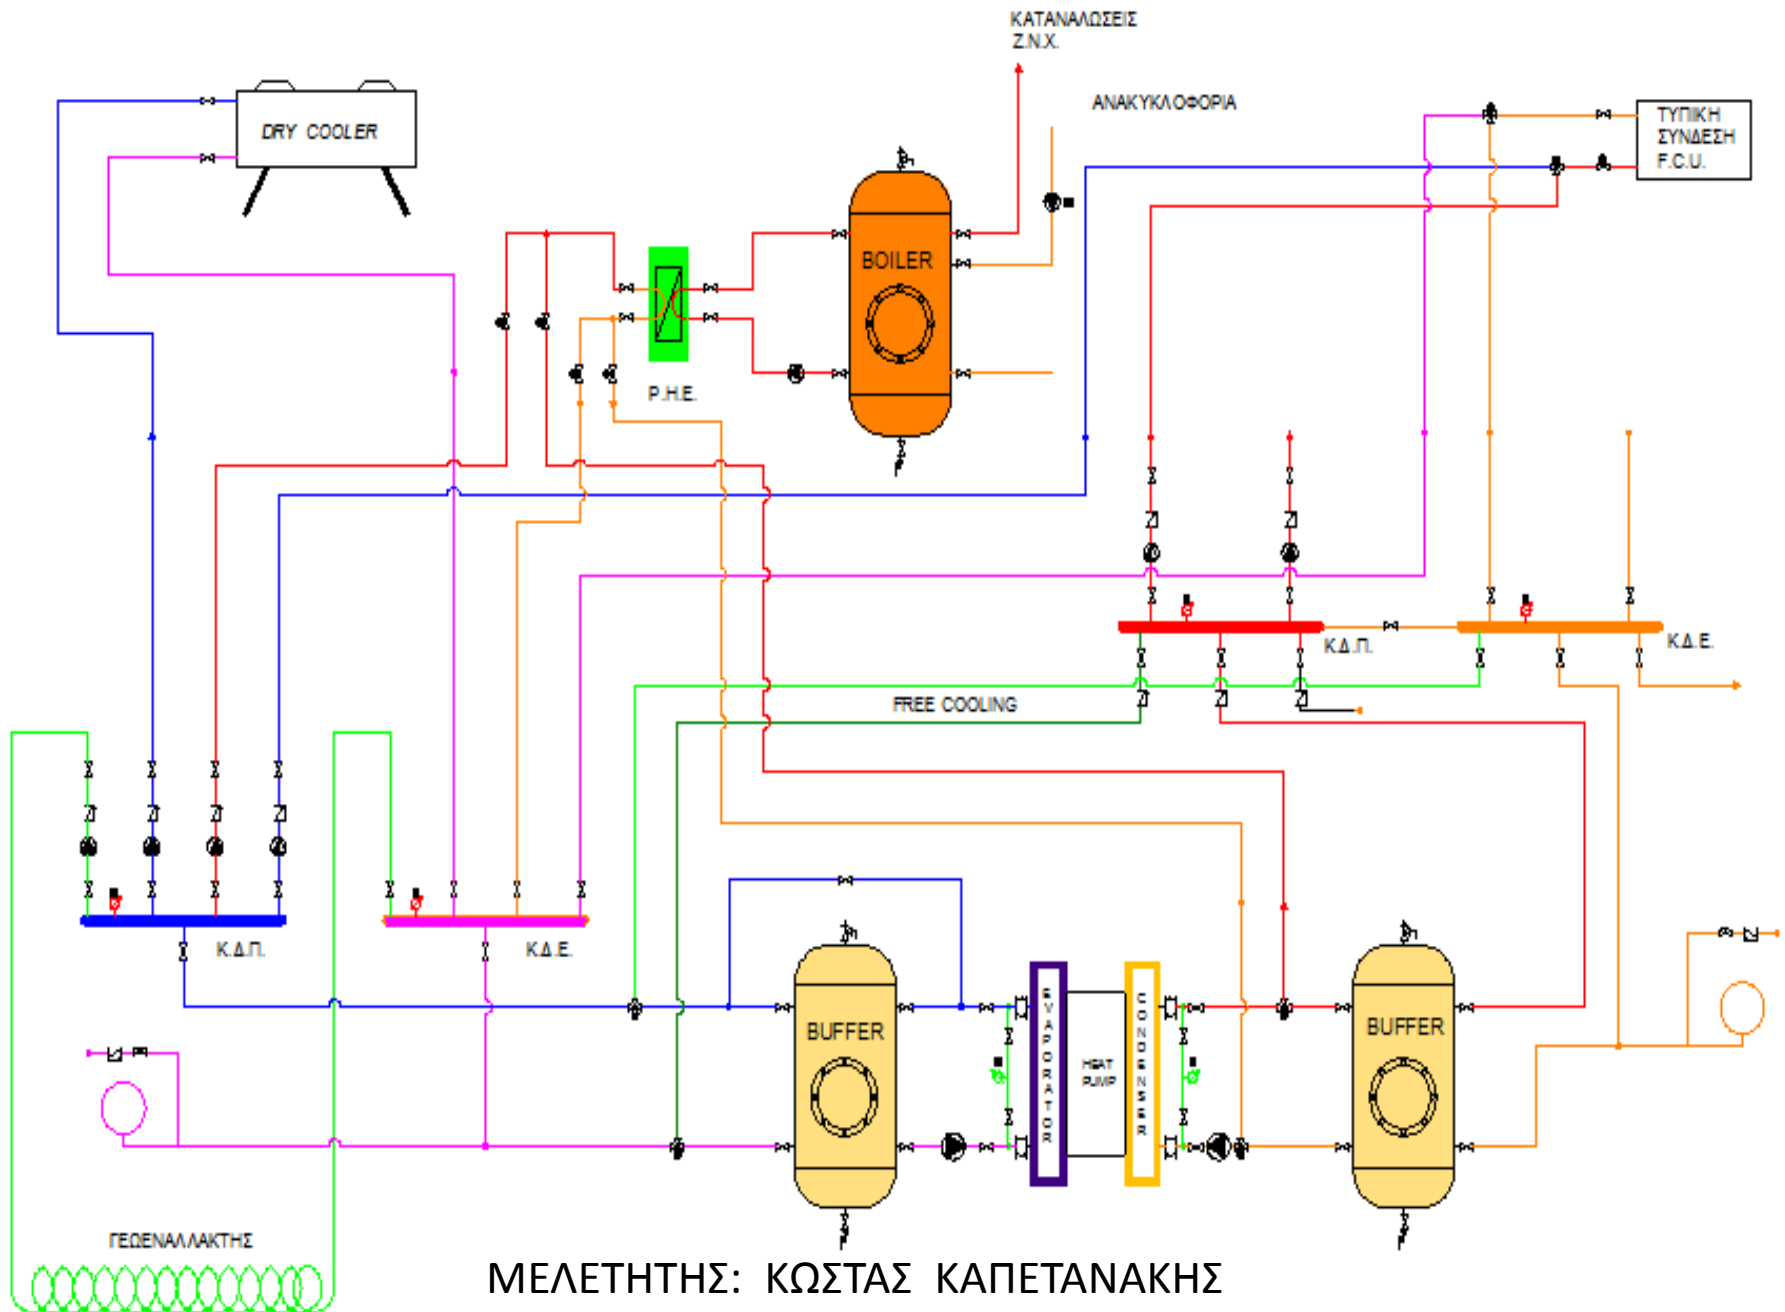 ΚΑΤΑΝΑΛΩΣΕΙΣ
Ζ.Ν.Χ.
ΑΝΑΚΥΚΛΟΦΟΡΙΑ
ΤΥΠΙΚΗ
ΣΥΝΔΕΣΗ
F.C.U.
DRY COOLER
BOILER
P.H.E.
Κ.Δ.Π.
Κ.Δ.Ε.
FREE COOLING
Κ.Δ.Π.
Κ.Δ.Ε.
BUFFER
EVAPORATOR
HEAT
PUMP
CONDENSER
BUFFER
ΓΕΩΕΝΑΛΛΑΚΤΗΣ
ΜΕΛΕΤΗΤΗΣ: ΚΩΣΤΑΣ ΚΑΠΕΤΑΝΑΚΗΣ